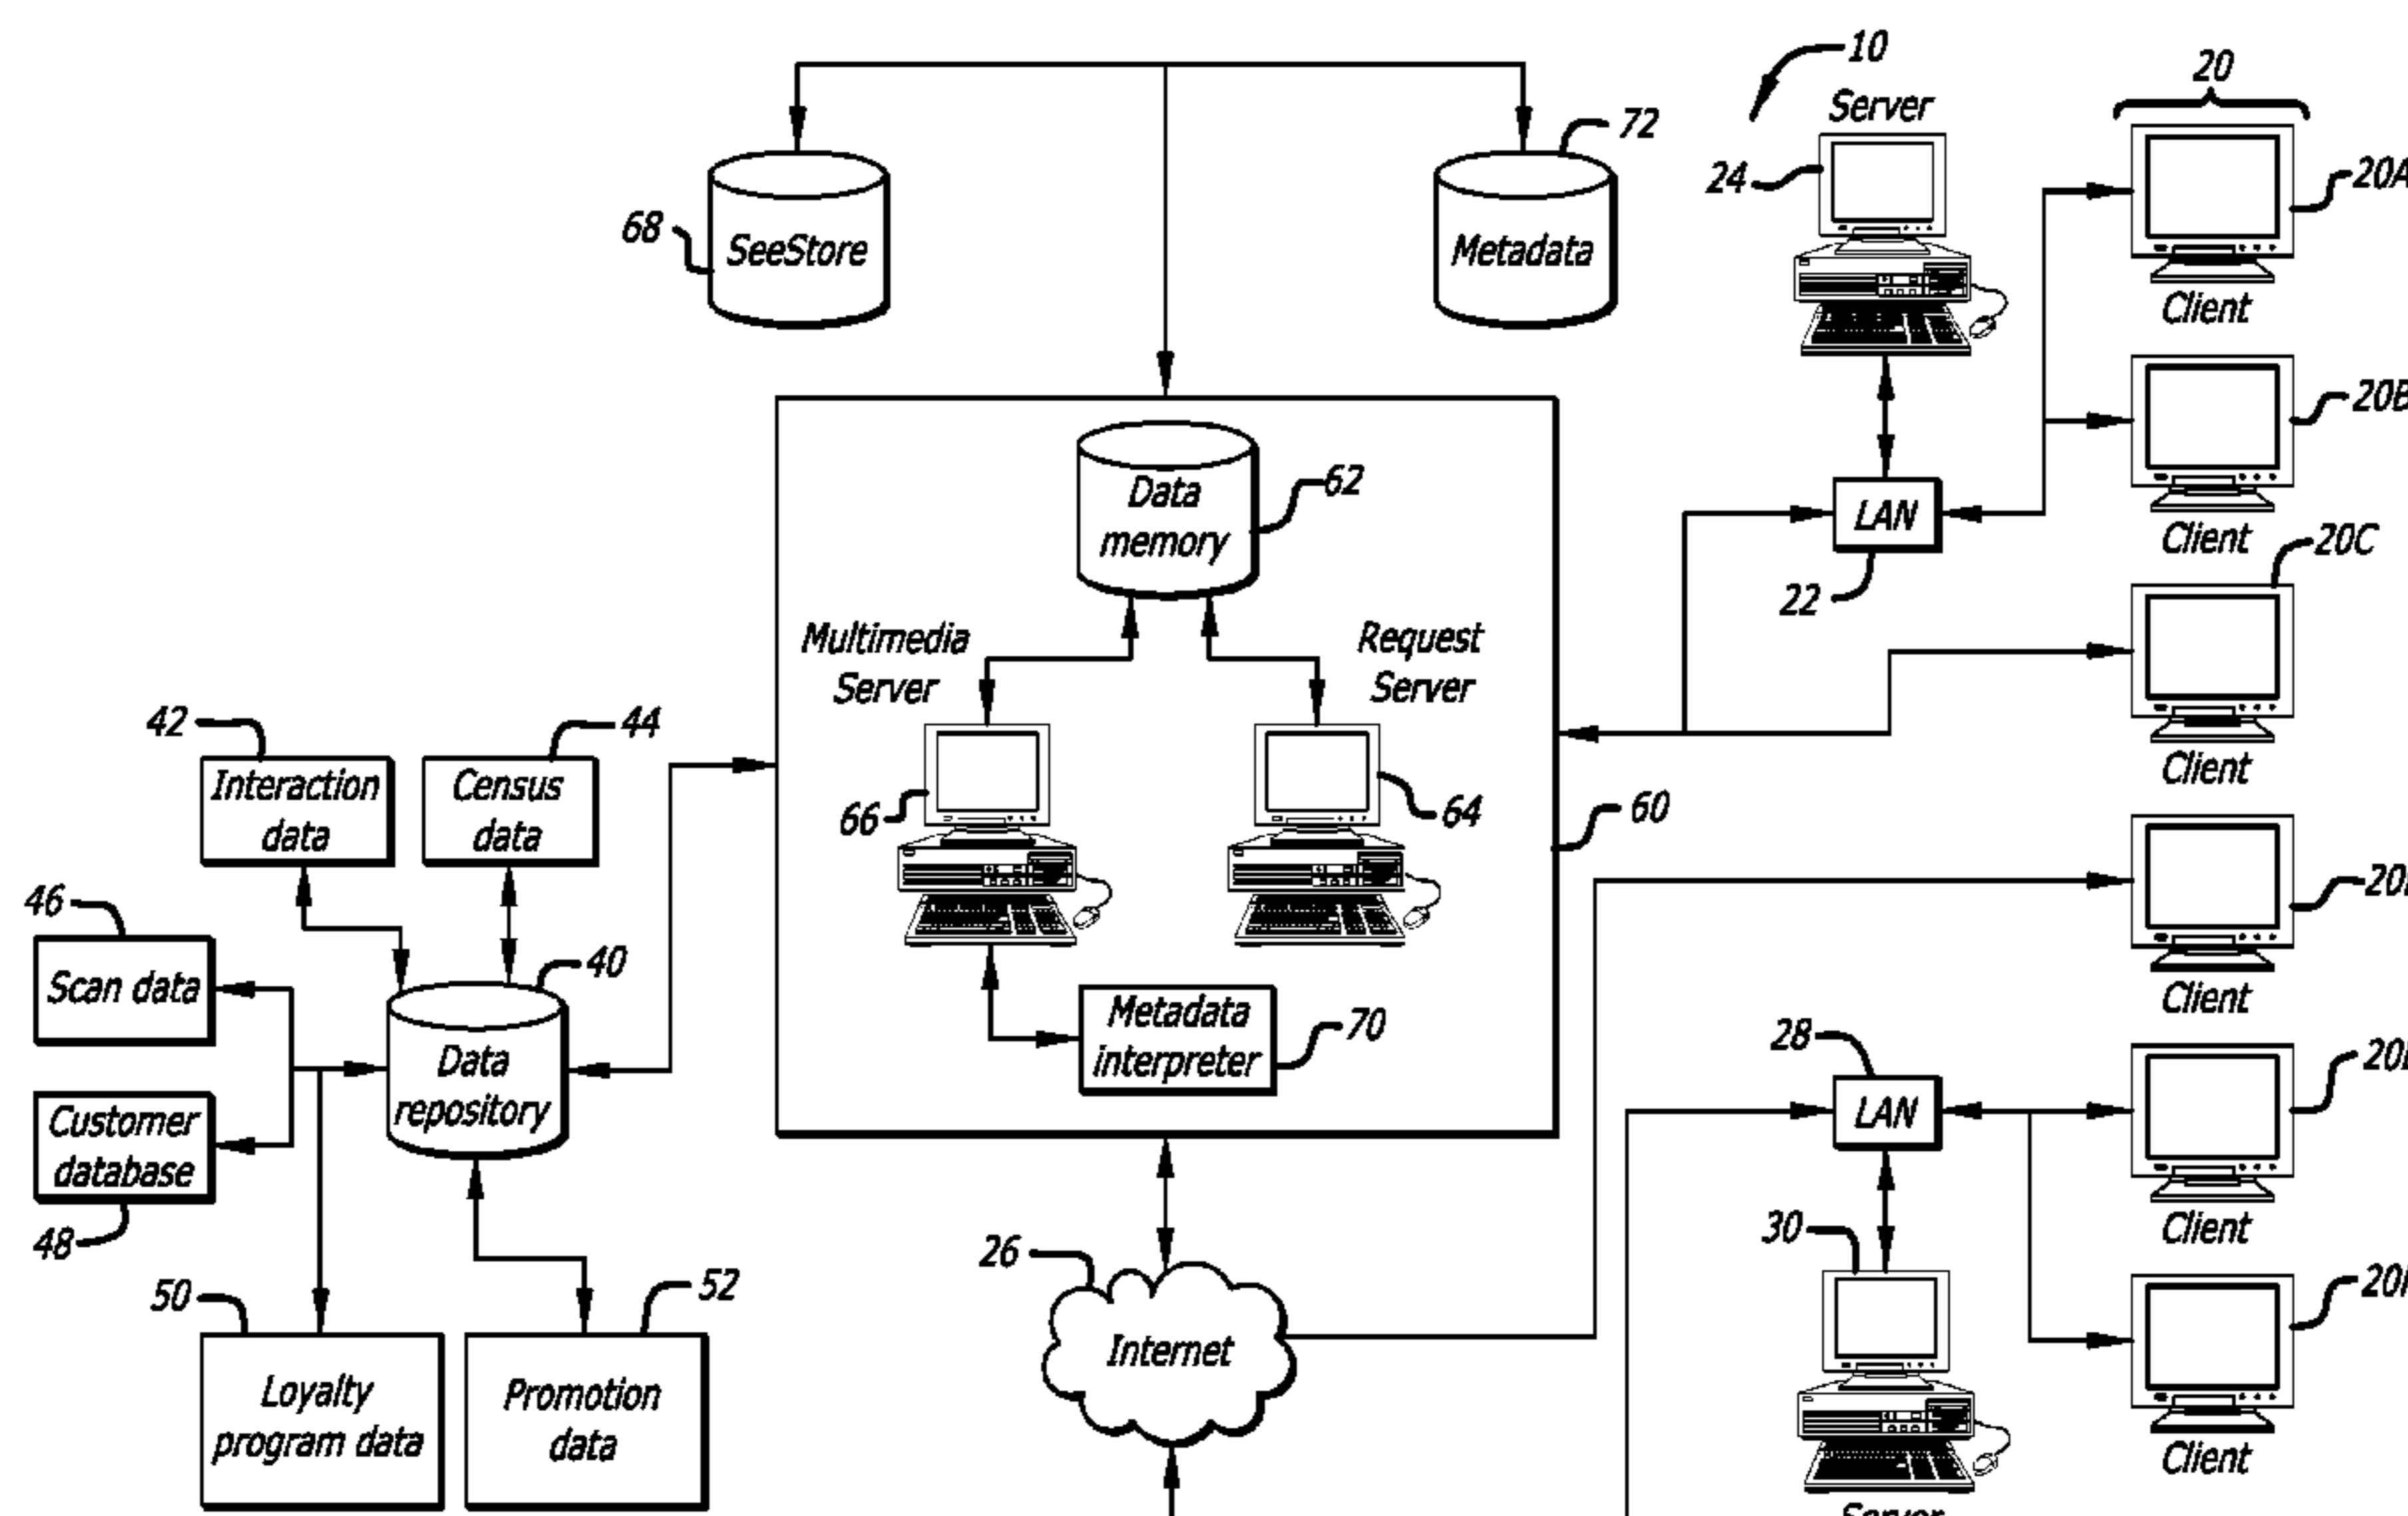 10
20
Server
72
24
20A
68
SeeStore
Metadata
Client
20B
Data
memory
62
LAN
Client
20C
22
Multimedia
Server
Request
Server
42
44
Client
Interaction
data
Census
data
66
64
60
46
Scan data
40
Metadata
interpreter
70
Client
28
Data
repository
LAN
Customer
database
48
30
Client
26
50
52
Internet
Loyalty
program data
Promotion
data
Client
Server